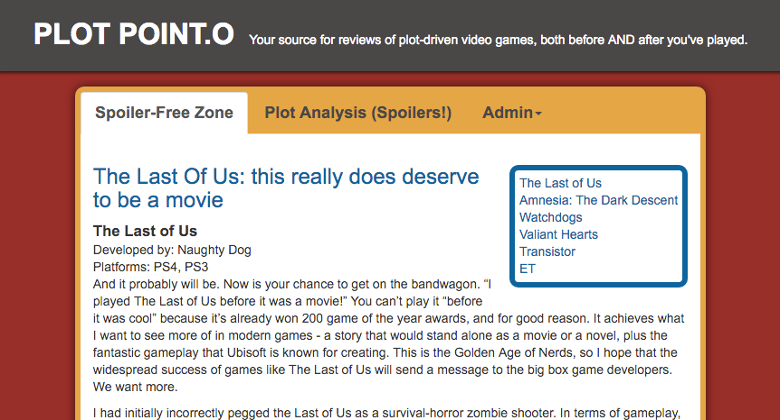 PLOT POINT.O Your source for reviews of plot-driven video games, both before AND after you've played.
Spoiler-Free Zone Plot Analysis (Spoilers!) Admin
The Last Of Us: this really does deserve
to be a movie
The Last of Us
Developed by: Naughty Dog
Platforms: PS4, PS3
And it probably will be. Now is your chance to get on the bandwagon. “I
played The Last of Us before it was a movie!” You can’t play it “before
it was cool” because it’s already won 200 game of the year awards, and for good reason. It achieves what
I want to see more of in modern games - a story that would stand alone as a movie or a novel, plus the
fantastic gameplay that Ubisoft is known for creating. This is the Golden Age of Nerds, so I hope that the
widespread success of games like The Last of Us will send a message to the big box game developers.
We want more.
I had initially incorrectly pegged the Last of Us as a survival-horror zombie shooter. In terms of gameplay,
The Last of Us
Amnesia: The Dark Descent
Watchdogs
Valiant Hearts
Transistor
ET